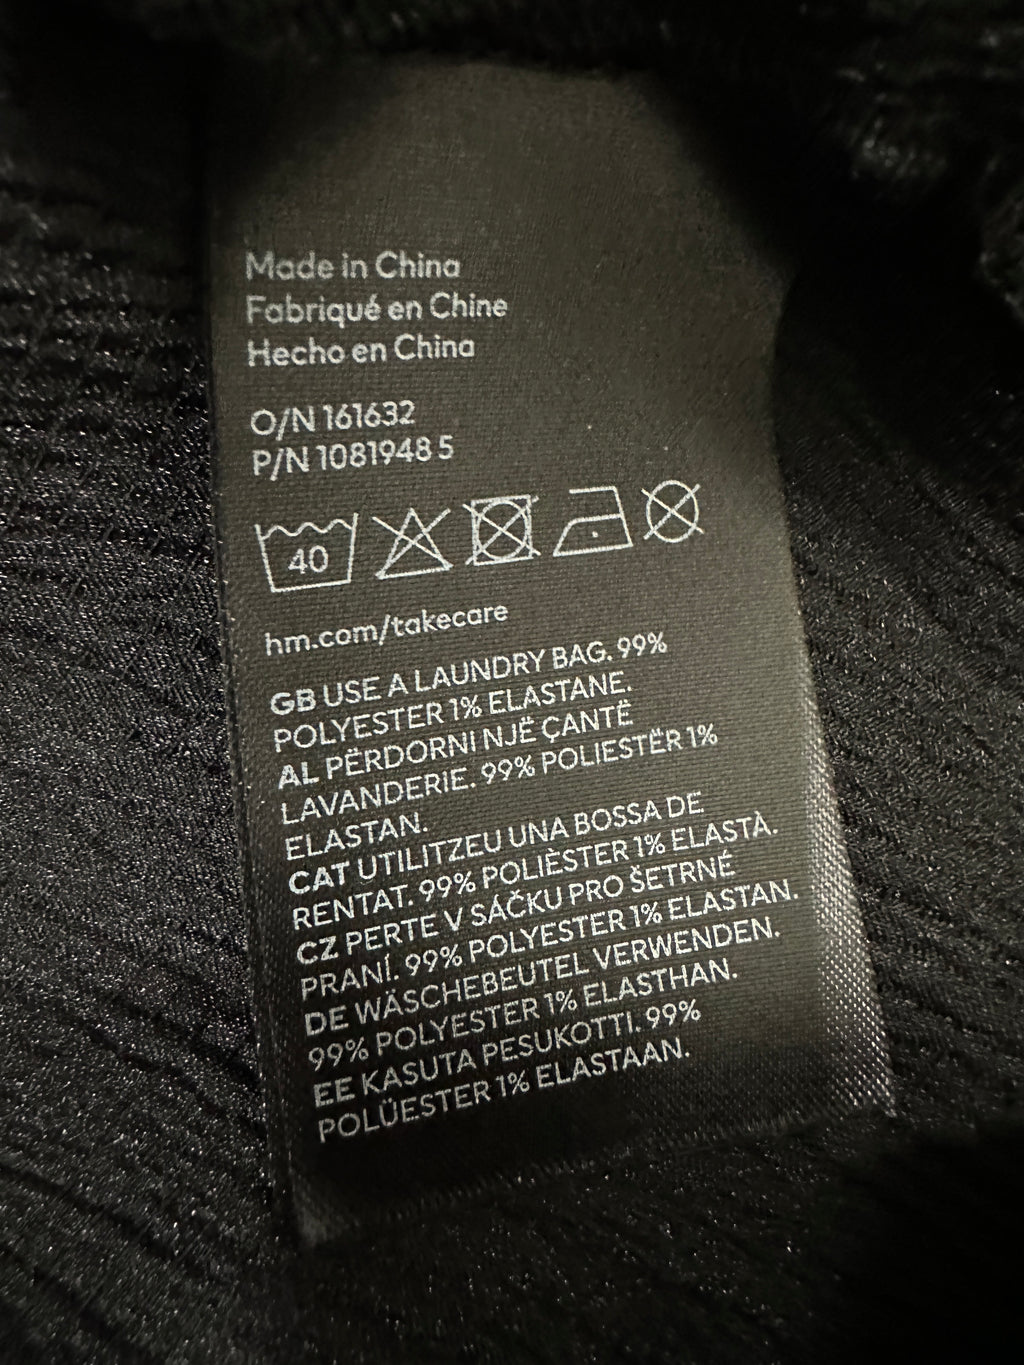 Made in China
Fabriqué en Chine
Hecho en China
O/N 161632
P/N 1081948 5
40
hm.com/takecare
GB USE A LAUNDRY BAG. 99%
POLYESTER 1% ELASTANE.
AL PËRDORNI NJË ÇANTË
LAVANDERIE. 99% POLIESTËR 1%
ELASTAN.
CAT UTILITZEU UNA BOSSA DE
RENTAT. 99% POLIÈSTER 1% ELASTÀ.
CZ PERTE V SÁČKU PRO ŠETRNÉ
PRANÍ. 99% POLYESTER 1% ELASTAN.
DE WÄSCHEBEUTEL VERWENDEN.
99% POLYESTER 1% ELASTHAN.
EE KASUTA PESUKOTTI. 99%
POLÜESTER 1% ELASTAAN.